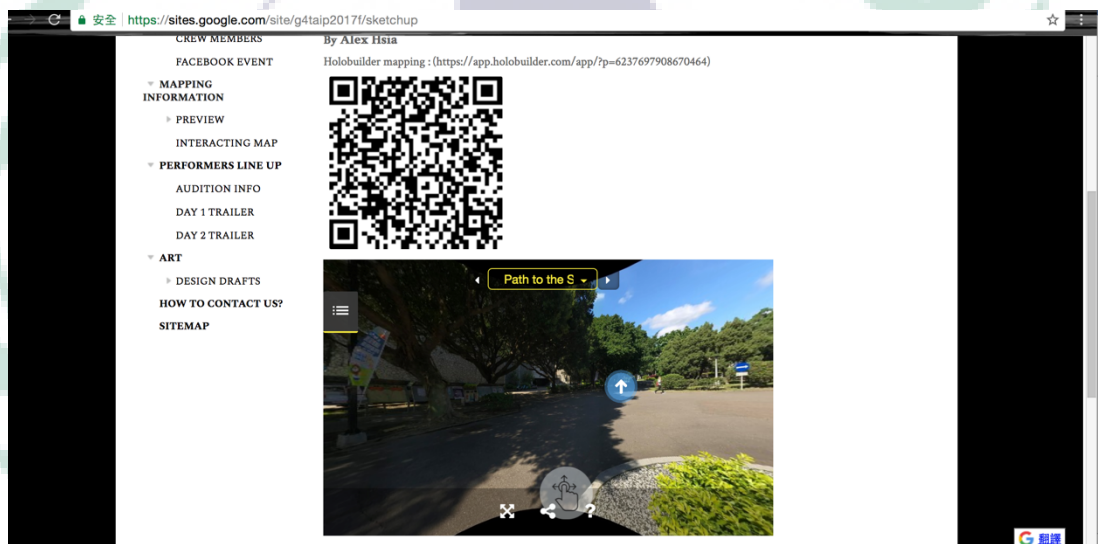 安全 https://sites.google.com/site/g4taip2017f/sketchup
CREW MEMBERS
FACEBOOK EVENT
MAPPING
INFORMATION
PREVIEW
INTERACTING MAP
PERFORMERS LINE UP
AUDITION INFO
DAY 1 TRAILER
DAY 2 TRAILER
ART
DESIGN DRAFTS
HOW TO CONTACT US?
SITEMAP
By Alex Hsia
Holobuilder mapping : (https://app.holobuilder.com/app/?p=6237697908670464)
Path to the S
?
G 翻譯